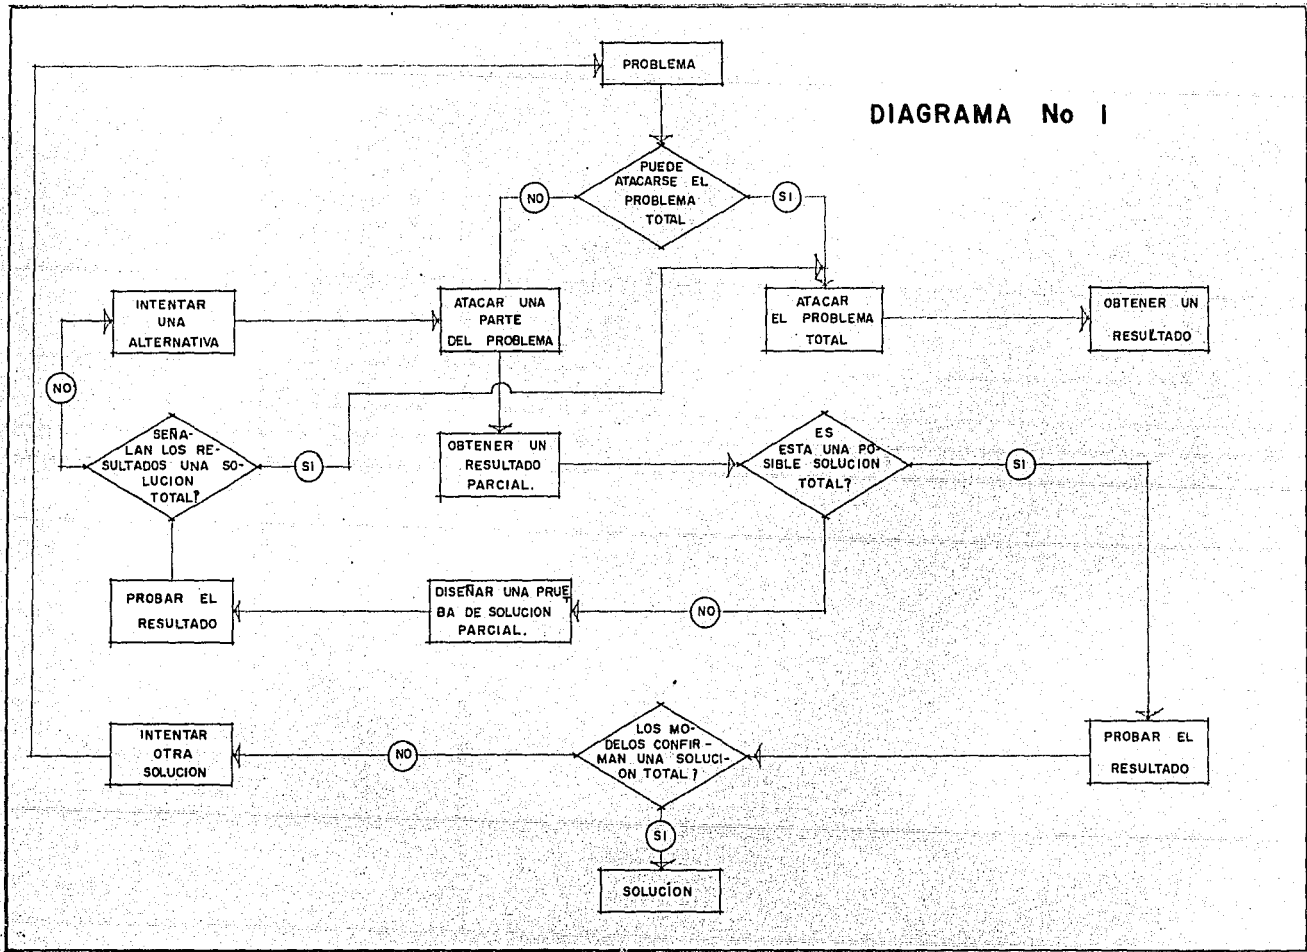 PROBLEMA
DIAGRAMA No 1
PUEDE
ATACARSE EL
PROBLEMA
TOTAL
NO
SI
INTENTAR
UNA
ALTERNATIVA
ATACAR UNA
PARTE
DEL PROBLEMA
ATACAR
EL PROBLEMA
TOTAL
OBTENER UN
RESULTADO
NO
SEÑA-
LAN LOS RE-
SULTADOS UNA SO-
LUCION
TOTAL?
SI
OBTENER UN
RESULTADO
PARCIAL.
ES
ESTA UNA PO-
SIBLE SOLUCION
TOTAL?
SI
PROBAR EL
RESULTADO
DISEÑAR UNA PRUE
BA DE SOLUCION
PARCIAL.
NO
INTENTAR
OTRA
SOLUCION
NO
LOS MO-
DELOS CONFIR-
MAN UNA SOLUCI-
ON TOTAL?
PROBAR EL
RESULTADO
SI
SOLUCION